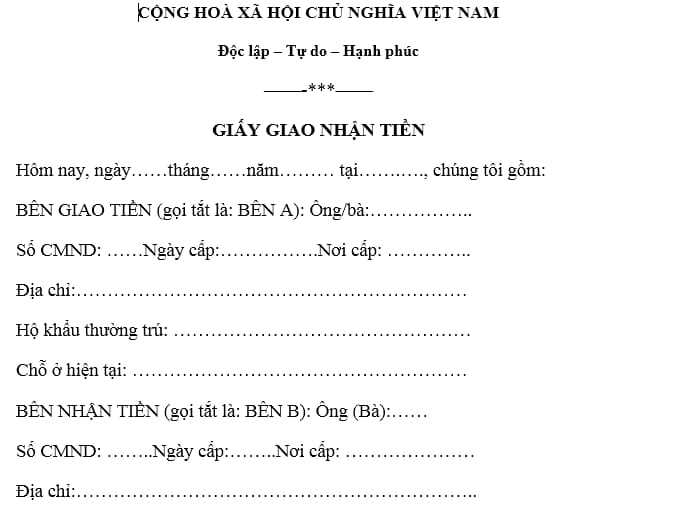 CỘNG HOÀ XÃ HỘI CHỦ NGHĨA VIỆT NAM
Độc lập – Tự do – Hạnh phúc
——-***——
GIẤY GIAO NHẬN TIỀN
Hôm nay, ngày……tháng……năm……… tại…….…., chúng tôi gồm:
BÊN GIAO TIỀN (gọi tắt là: BÊN A): Ông/bà:……………..
Số CMND: ……Ngày cấp:…………….Nơi cấp: …………..
Địa chỉ:…………………………………………………………
Hộ khẩu thường trú: …………………………………………
Chỗ ở hiện tại: ………………………………………………
BÊN NHẬN TIỀN (gọi tắt là: BÊN B): Ông (Bà):……
Số CMND: ……..Ngày cấp:……..Nơi cấp: …………………
Địa chỉ:…………………………………………………………..